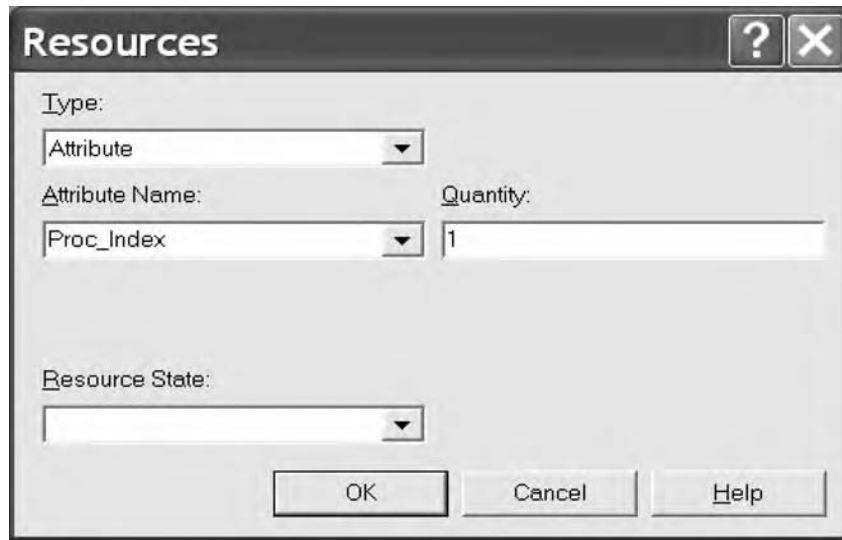 Resources
Type:
Attribute
Attribute Name: Quantity:
Proc_Index 1
Resource State:
OK Cancel Help